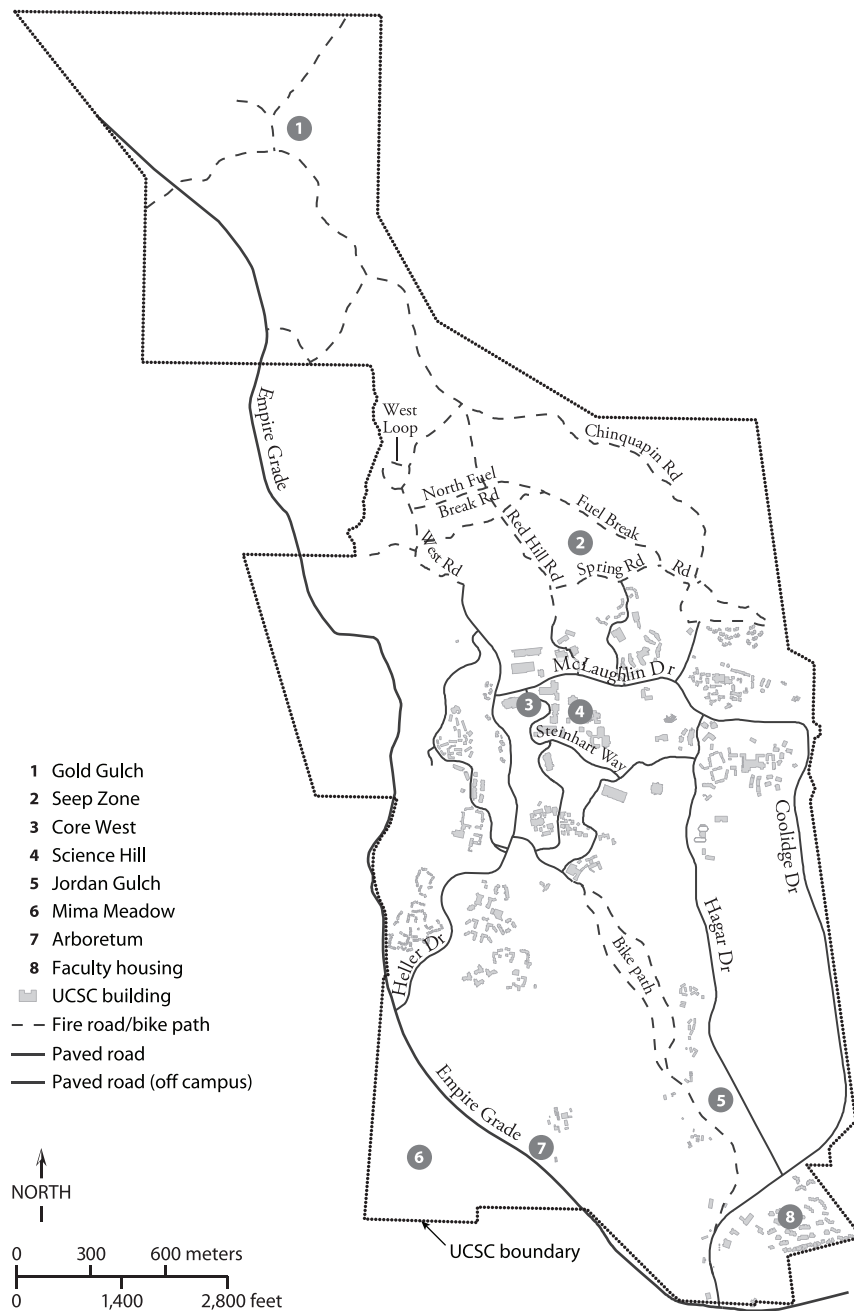 1
Empire Grade
West
Loop
Chinquapin Rd
North Fuel
Break Rd
Fuel Break
Rd
2
Red Hill Rd
Spring Rd
West Rd
McLaughlin Dr
3
4
Steinhart Way
Coolidge Dr
Hagar Dr
Heller Dr
Bike path
Empire Grade
5
6
7
8
1 Gold Gulch
2 Seep Zone
3 Core West
4 Science Hill
5 Jordan Gulch
6 Mima Meadow
7 Arboretum
8 Faculty housing
UCSC building
Fire road/bike path
Paved road
Paved road (off campus)
NORTH
UCSC boundary
0 300 600 meters
0 1,400 2,800 feet